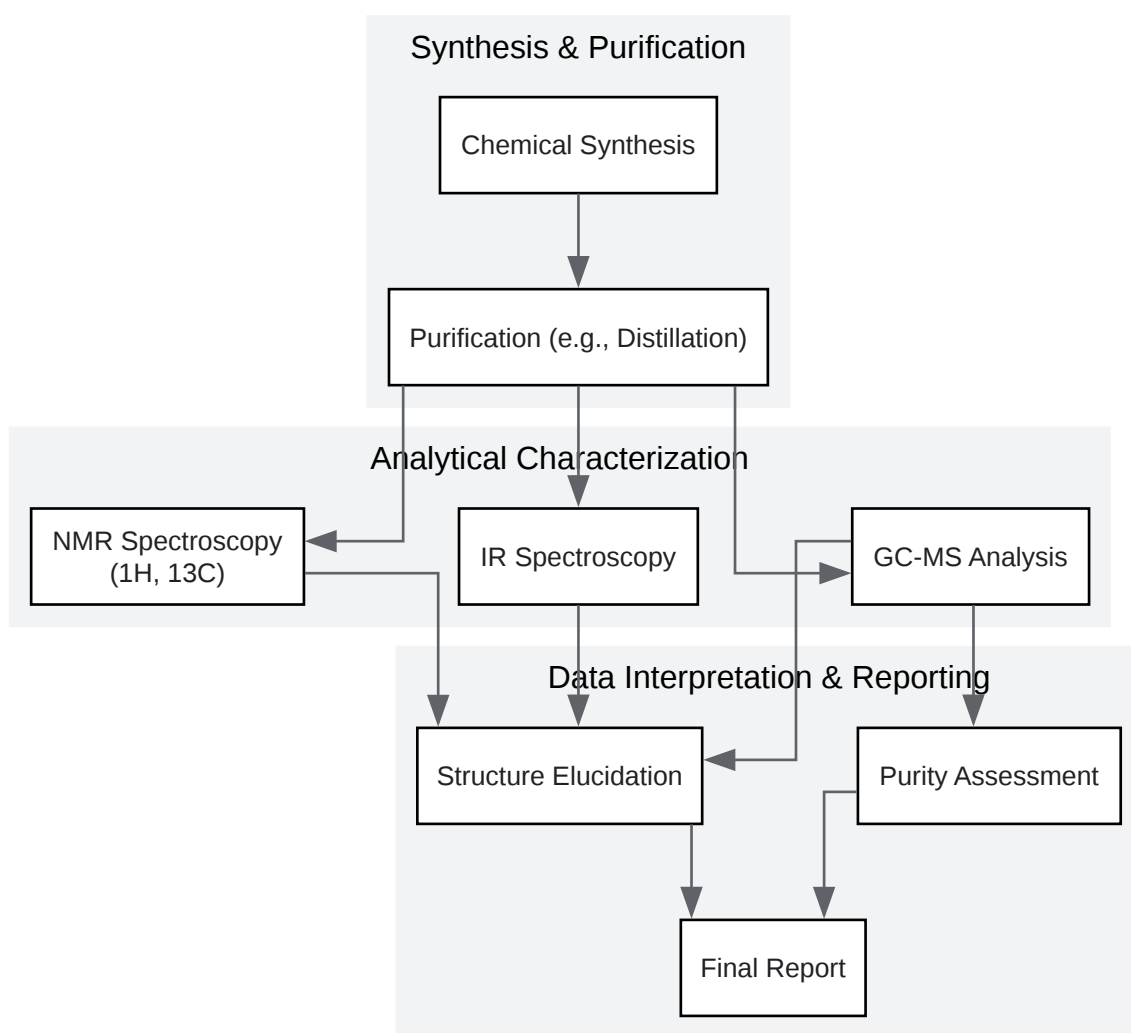 Synthesis & Purification
Chemical Synthesis
Purification (e.g., Distillation)
Analytical Characterization
NMR Spectroscopy
(1H, 13C)
IR Spectroscopy
GC-MS Analysis
Data Interpretation & Reporting
Structure Elucidation
Purity Assessment
Final Report